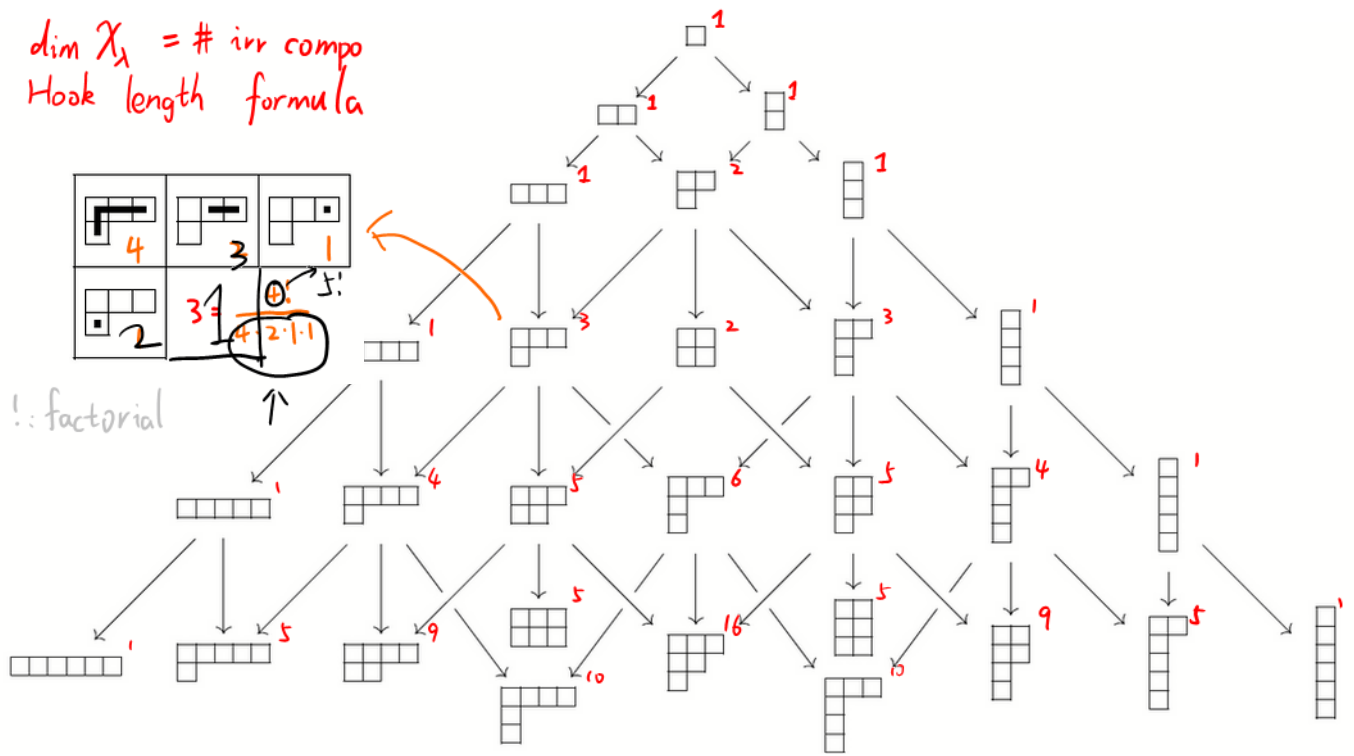 dim χ_λ = # irr compo
Hook length formula
1
1 1
1 2 1
4 3 1
5!
2 3 = 1
4 · 2 · 1 · 1
1 3 2 3 1
!: factorial
1 4 5 6 5 4 1
1 5 9 5 16 5 9 5 1
10 10